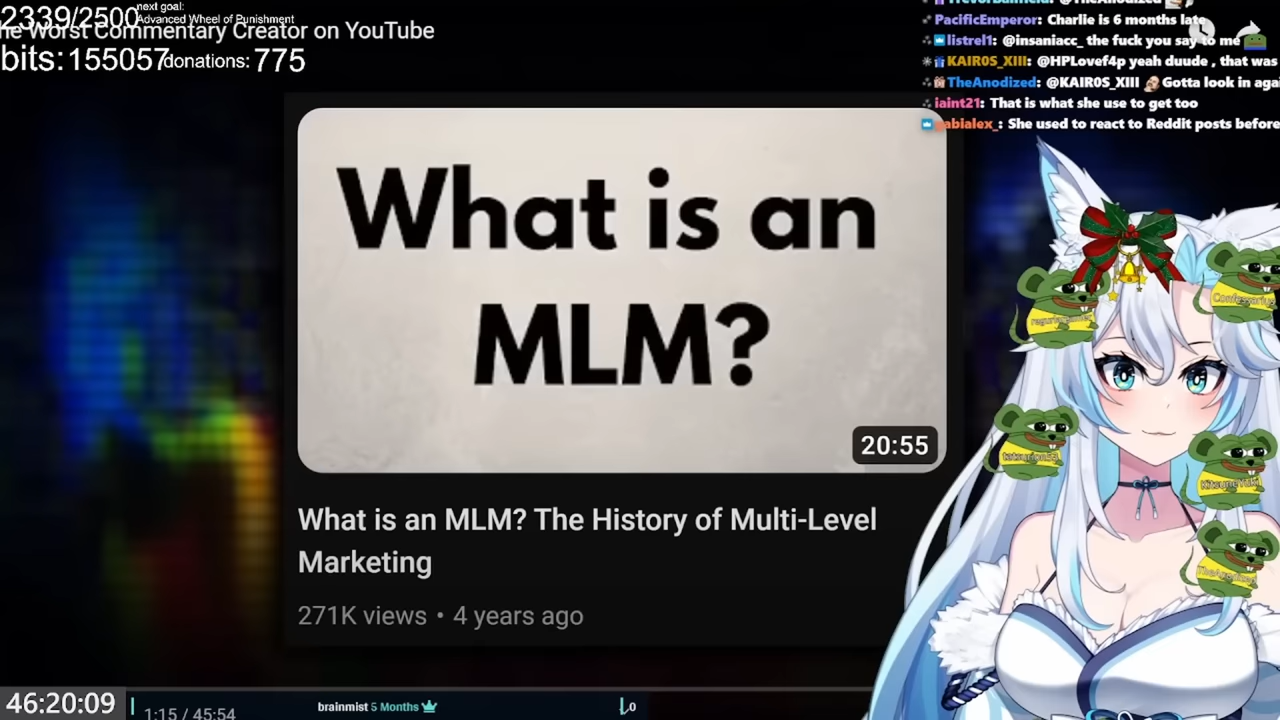 2339/2500
next goal:
Advanced Wheel of Punishment
he Worst Commentary Creator on YouTube
bits: 155057 donations: 775
PacificEmperor: Charlie is 6 months late
listrel1: @insaniacc_ the fuck you say to me
KAIR0S_XIII: @HPLovef4p yeah duude , that was
TheAnodized: @KAIR0S_XIII Gotta look in agai
iaint21: That is what she use to get too
abialex_: She used to react to Reddit posts before
What is an
MLM?
20:55
What is an MLM? The History of Multi-Level
Marketing
271K views • 4 years ago
Confessarius
tatsurion59
46:20:09
1:15 / 45:54
brainmist 5 Months
0